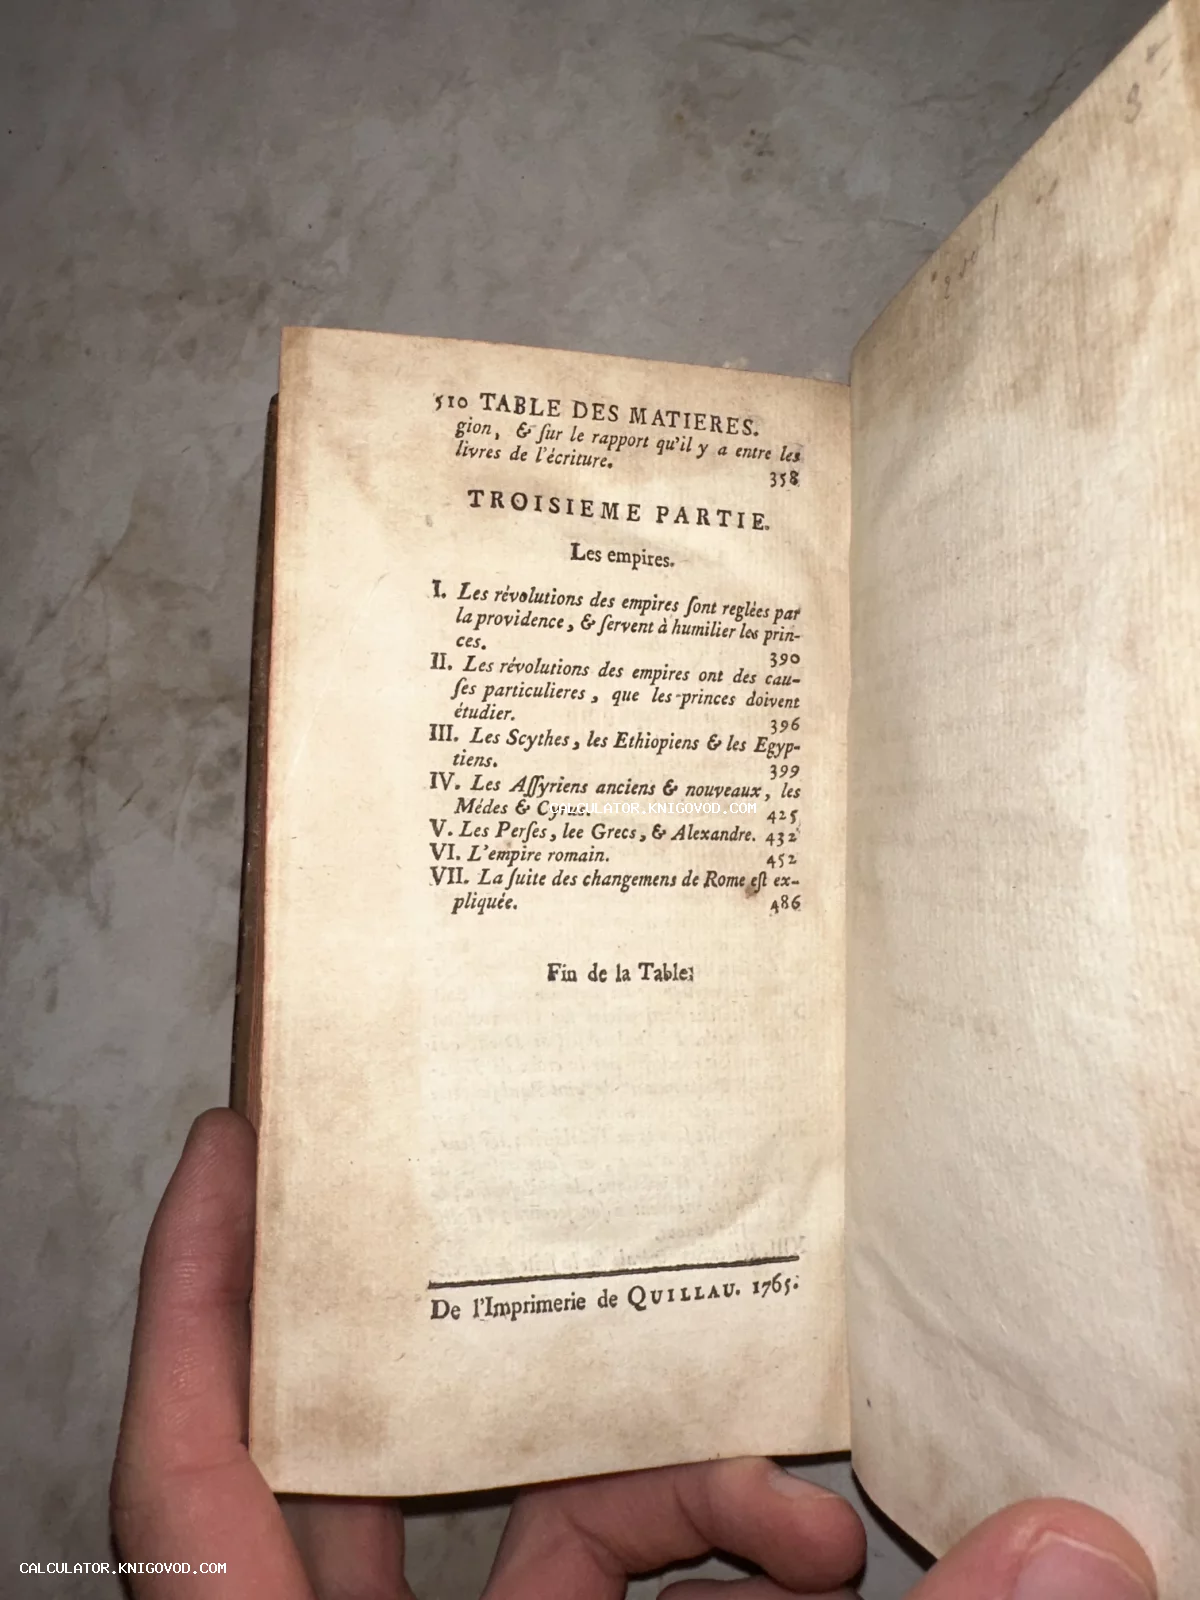 510 TABLE DES MATIERES.
gion, & ſur le rapport qu'il y a entre les
livres de l'écriture.
358
TROISIEME PARTIE.
Les empires.
I. Les révolutions des empires ſont reglées par
la providence, & ſervent à humilier les prin-
ces.
390
II. Les révolutions des empires ont des cau-
ſes particulieres, que les princes doivent
étudier.
396
III. Les Scythes, les Ethiopiens & les Egyp-
tiens.
399
IV. Les Aſſyriens anciens & nouveaux, les
Médes & Cyrus.
425
V. Les Perſes, lee Grecs, & Alexandre. 432
VI. L'empire romain.
452
VII. La ſuite des changemens de Rome eſt ex-
pliquée.
486
Fin de la Table.
De l'Imprimerie de QUILLAU. 1765.
CALCULATOR.KNIGOVOD.COM
CALCULATOR.KNIGOVOD.COM